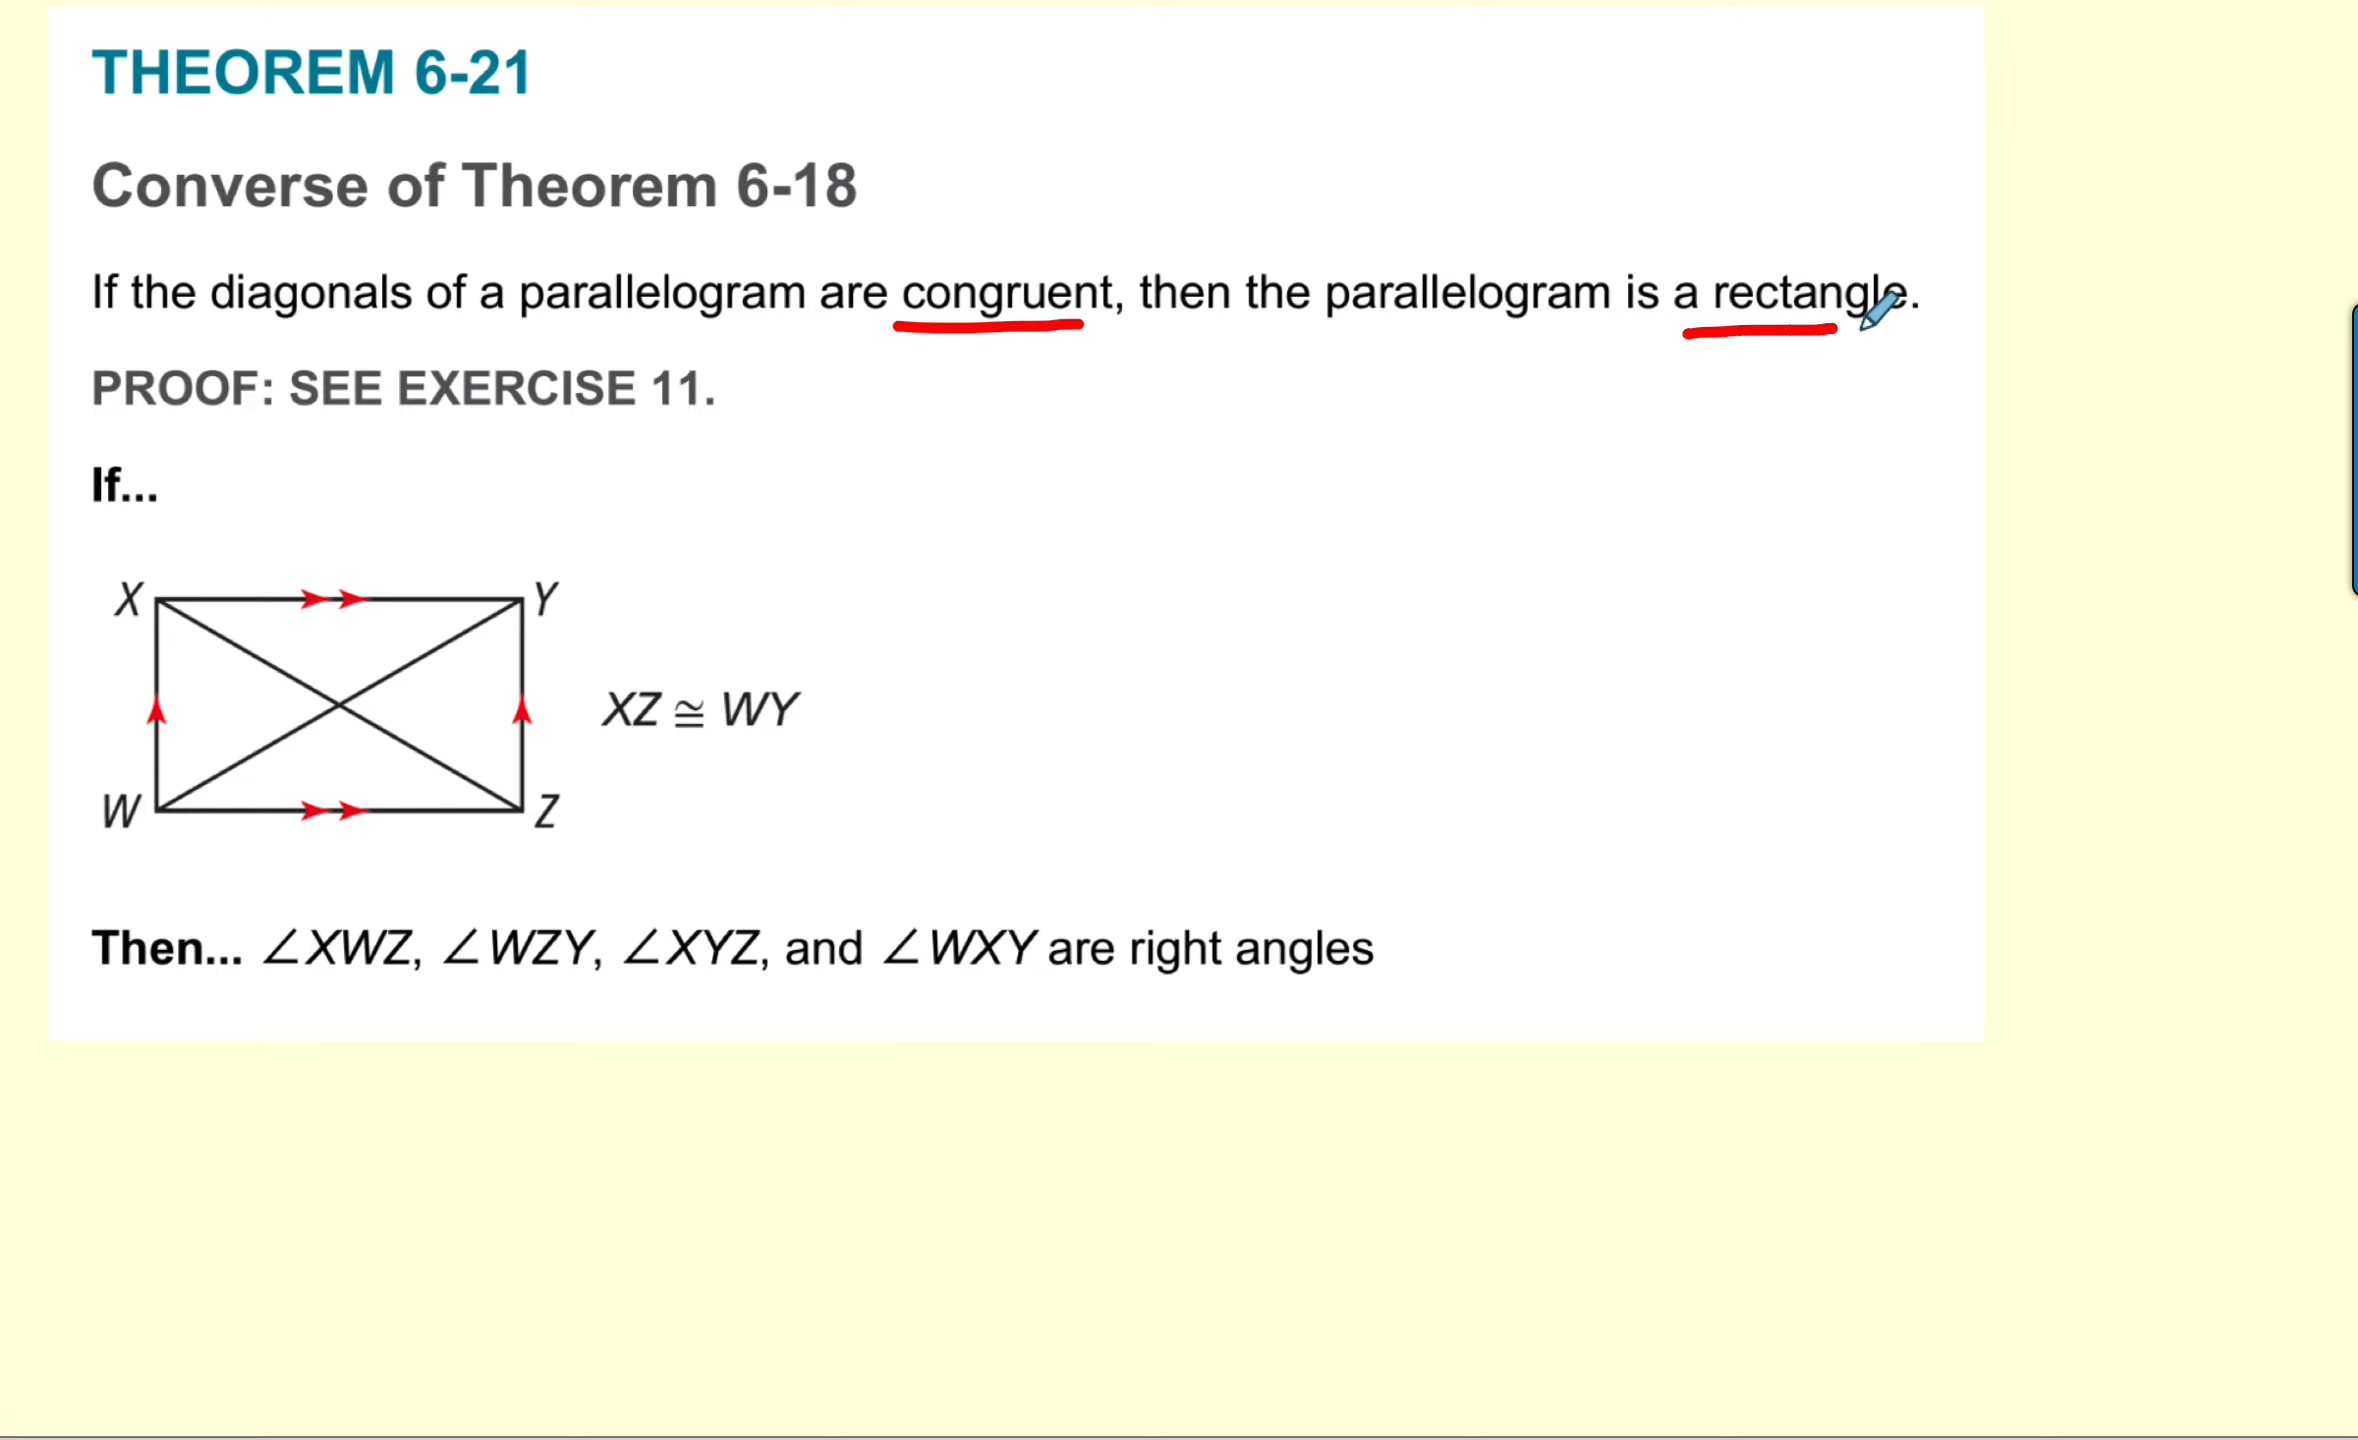 THEOREM 6-21
Converse of Theorem 6-18
If the diagonals of a parallelogram are congruent, then the parallelogram is a rectangle.
PROOF: SEE EXERCISE 11.
If...
X Y
XZ ≅ WY
W Z
Then... ∠XWZ, ∠WZY, ∠XYZ, and ∠WXY are right angles